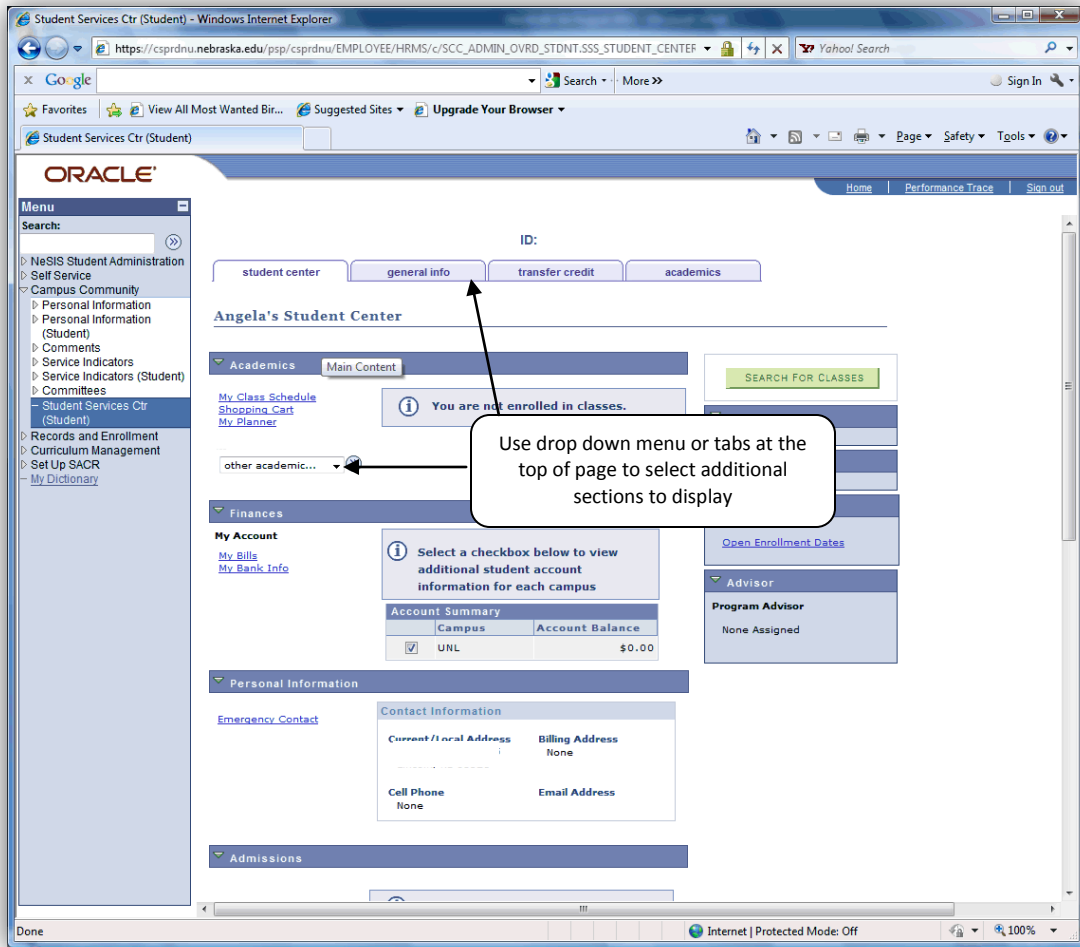 Student Services Ctr (Student) - Windows Internet Explorer
https://csprdnu.nebraska.edu/psp/csprdnu/EMPLOYEE/HRMS/c/SCC_ADMIN_OVRD_STDNT.SSS_STUDENT_CENTER
Yahoo! Search
x Google
Search
More >>
Sign In
Favorites
View All Most Wanted Bir...
Suggested Sites
Upgrade Your Browser
Student Services Ctr (Student)
Page
Safety
Tools
ORACLE
Home | Performance Trace | Sign out
Menu
Search:
NeSIS Student Administration
Self Service
Campus Community
Personal Information
Personal Information
(Student)
Comments
Service Indicators
Service Indicators (Student)
Committees
– Student Services Ctr
(Student)
Records and Enrollment
Curriculum Management
Set Up SACR
– My Dictionary
ID:
student center
general info
transfer credit
academics
Angela's Student Center
Academics
Main Content
My Class Schedule
Shopping Cart
My Planner
You are not enrolled in classes.
other academic...
SEARCH FOR CLASSES
Use drop down menu or tabs at the
top of page to select additional
sections to display
Finances
My Account
My Bills
My Bank Info
Select a checkbox below to view
additional student account
information for each campus
Account Summary
Campus Account Balance
UNL $0.00
Open Enrollment Dates
Advisor
Program Advisor
None Assigned
Personal Information
Emergency Contact
Contact Information
Current/Local Address
Billing Address
None
Cell Phone
None
Email Address
Admissions
Done
Internet | Protected Mode: Off
100%